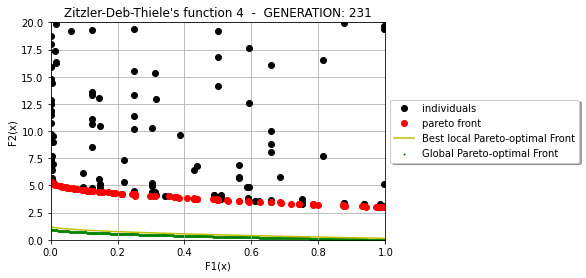 Zitzler-Deb-Thiele's function 4 - GENERATION: 231
20.0
17.5
15.0
12.5
10.0
7.5
5.0
2.5
0.0
F2(x)
0.0 0.2 0.4 0.6 0.8 1.0
F1(x)
individuals
pareto front
Best local Pareto-optimal Front
Global Pareto-optimal Front